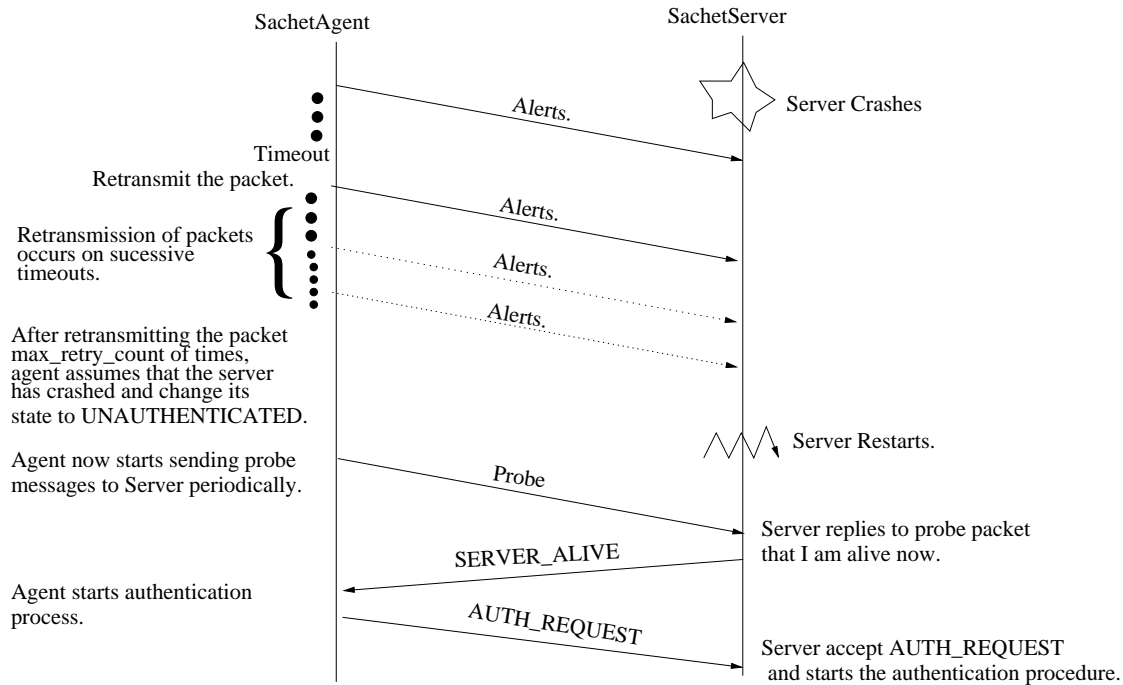 SachetAgent
SachetServer
Server Crashes
Alerts.
Timeout
Retransmit the packet.
Alerts.
Retransmission of packets
occurs on sucessive
timeouts.
Alerts.
Alerts.
After retransmitting the packet
max_retry_count of times,
agent assumes that the server
has crashed and change its
state to UNAUTHENTICATED.
Server Restarts.
Agent now starts sending probe
messages to Server periodically.
Probe
Server replies to probe packet
that I am alive now.
SERVER_ALIVE
Agent starts authentication
process.
AUTH_REQUEST
Server accept AUTH_REQUEST
and starts the authentication procedure.